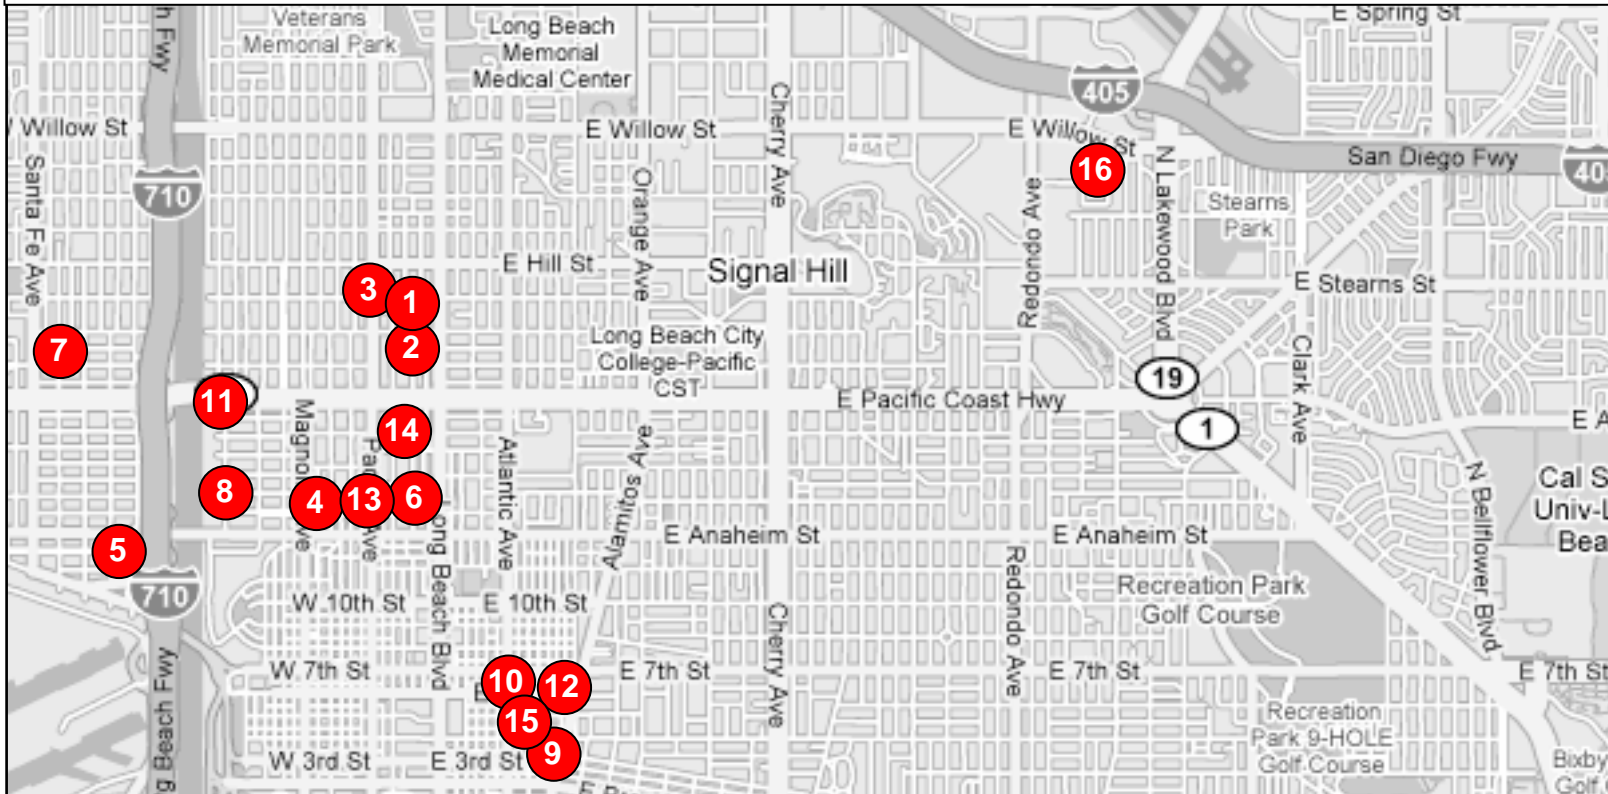 h Fwy
Veterans
Memorial Park
Long Beach
Memorial
Medical Center
E Spring St
405
Cherry Ave
/ Willow St
E Willow St
E Willow St
San Diego Fwy
40
16
N Lakewood Blvd
Santa Fe Ave
710
Orange Ave
Redondo Ave
Stearns
Park
E Hill St
Signal Hill
E Stearns St
3
1
2
7
Long Beach City
College-Pacific
CST
Clark Ave
19
11
E Pacific Coast Hwy
1
E A
Magno
ve
14
Pa
Ave
Atlantic Ave
Alamitos Ave
N Bellflower Blvd
Cal S
Univ-L
Bea
8
4
13
6
Long Beach Blvd
E Anaheim St
E Anaheim St
5
710
W 10th St
E 10th St
Redondo Ave
Recreation Park
Golf Course
Cherry Ave
W 7th St
E 7th St
E 7th St
E 7th St
10
12
E
15
9
g Beach Fwy
W 3rd St
E 3rd St
Recreation
Park 9-HOLE
Golf Course
Bixby
Golf